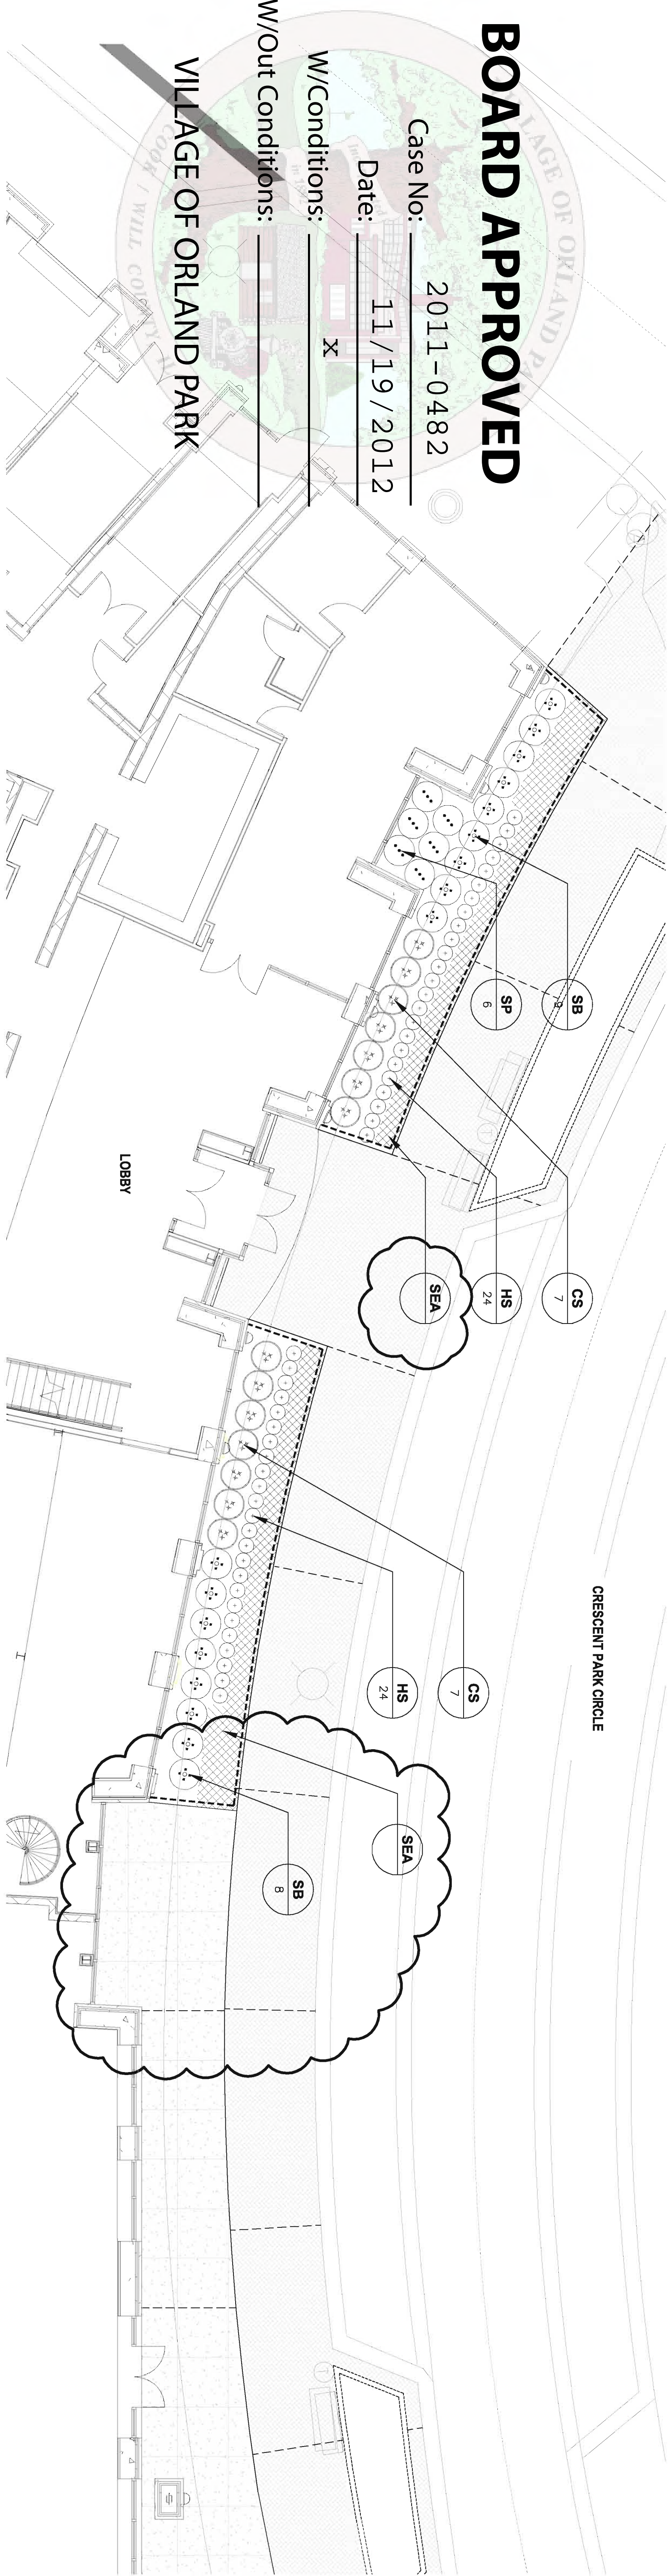 BOARD APPROVED
Case No: 2011-0482
Date: 11/19/2012
W/Conditions: x
W/Out Conditions:
VILLAGE OF ORLAND PARK
SB
9
SP
6
CS
7
HS
24
SEA
LOBBY
CRESCENT PARK CIRCLE
CS
7
HS
24
SEA
SB
8